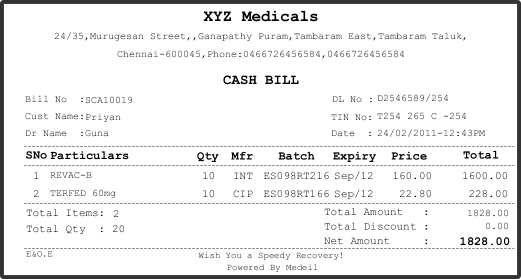 XYZ Medicals
24/35,Murugesan Street,,Ganapathy Puram,Tambaram East,Tambaram Taluk,
Chennai-600045,Phone:0466726456584,0466726456584
CASH BILL
Bill No :SCA10019 DL No : D2546589/254
Cust Name:Priyan TIN No: T254 265 C -254
Dr Name :Guna Date : 24/02/2011-12:43PM
SNo Particulars Qty Mfr Batch Expiry Price Total
1 REVAC-B 10 INT ES098RT216 Sep/12 160.00 1600.00
2 TERFED 60mg 10 CIP ES098RT166 Sep/12 22.80 228.00
Total Items: 2 Total Amount : 1828.00
Total Qty : 20 Total Discount : 0.00
Net Amount : 1828.00
E&O.E Wish You a Speedy Recovery!
Powered By Medeil